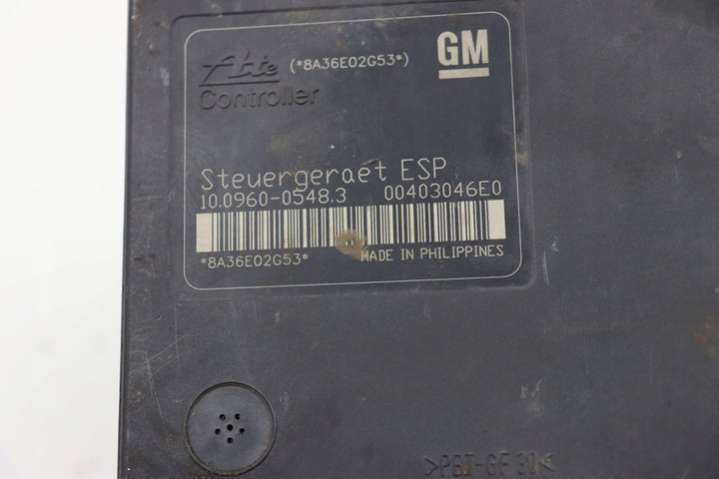 Ate (*8A36E02G53*) GM
Controller
Steuergeraet ESP
10.0960-0548.3 00403046E0
*8A36E02G53* MADE IN PHILIPPINES
>PBT-GF30<